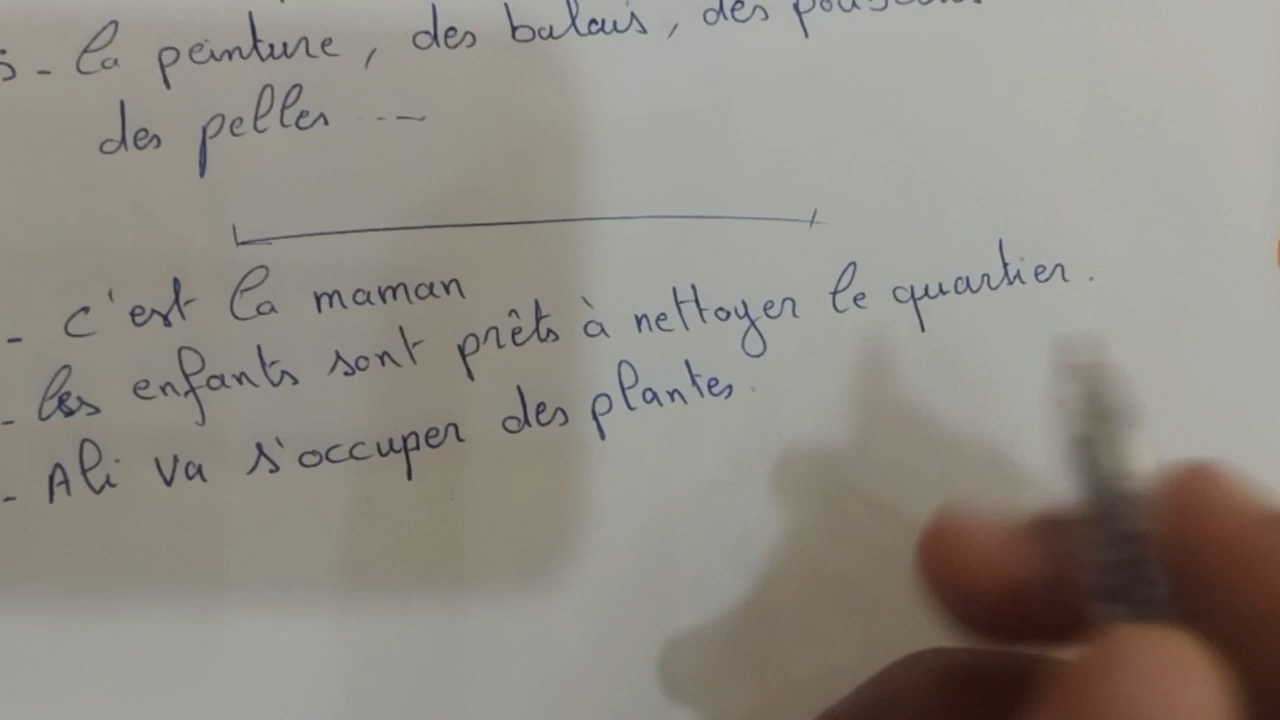 5 - la peinture, des balais, des
des pelles ...
- c'est la maman
- les enfants sont prêts à nettoyer le quartier.
- Ali va s'occuper des plantes.